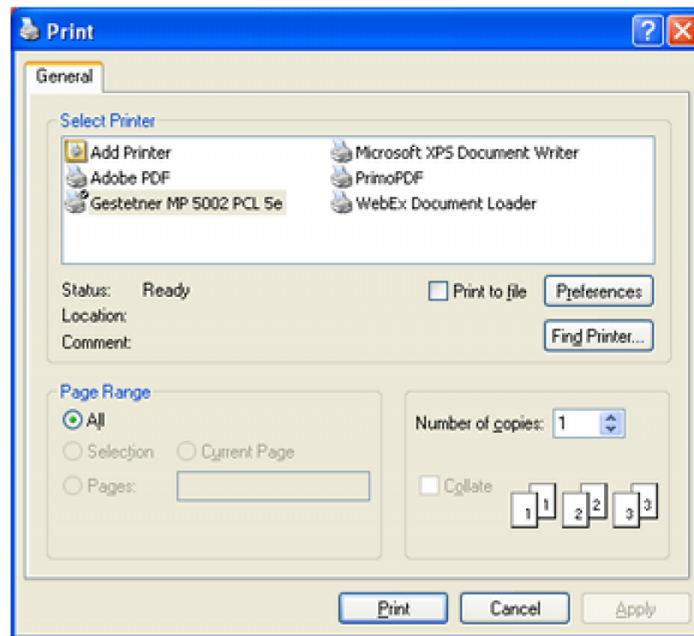 Print
General
Select Printer
Add Printer
Microsoft XPS Document Writer
Adobe PDF
PrimoPDF
Gestetner MP 5002 PCL 5e
WebEx Document Loader
Status: Ready
Print to file
Preferences
Location:
Comment:
Find Printer...
Page Range
All
Number of copies: 1
Selection
Current Page
Pages:
Collate
1 1 2 2 3 3
Print
Cancel
Apply